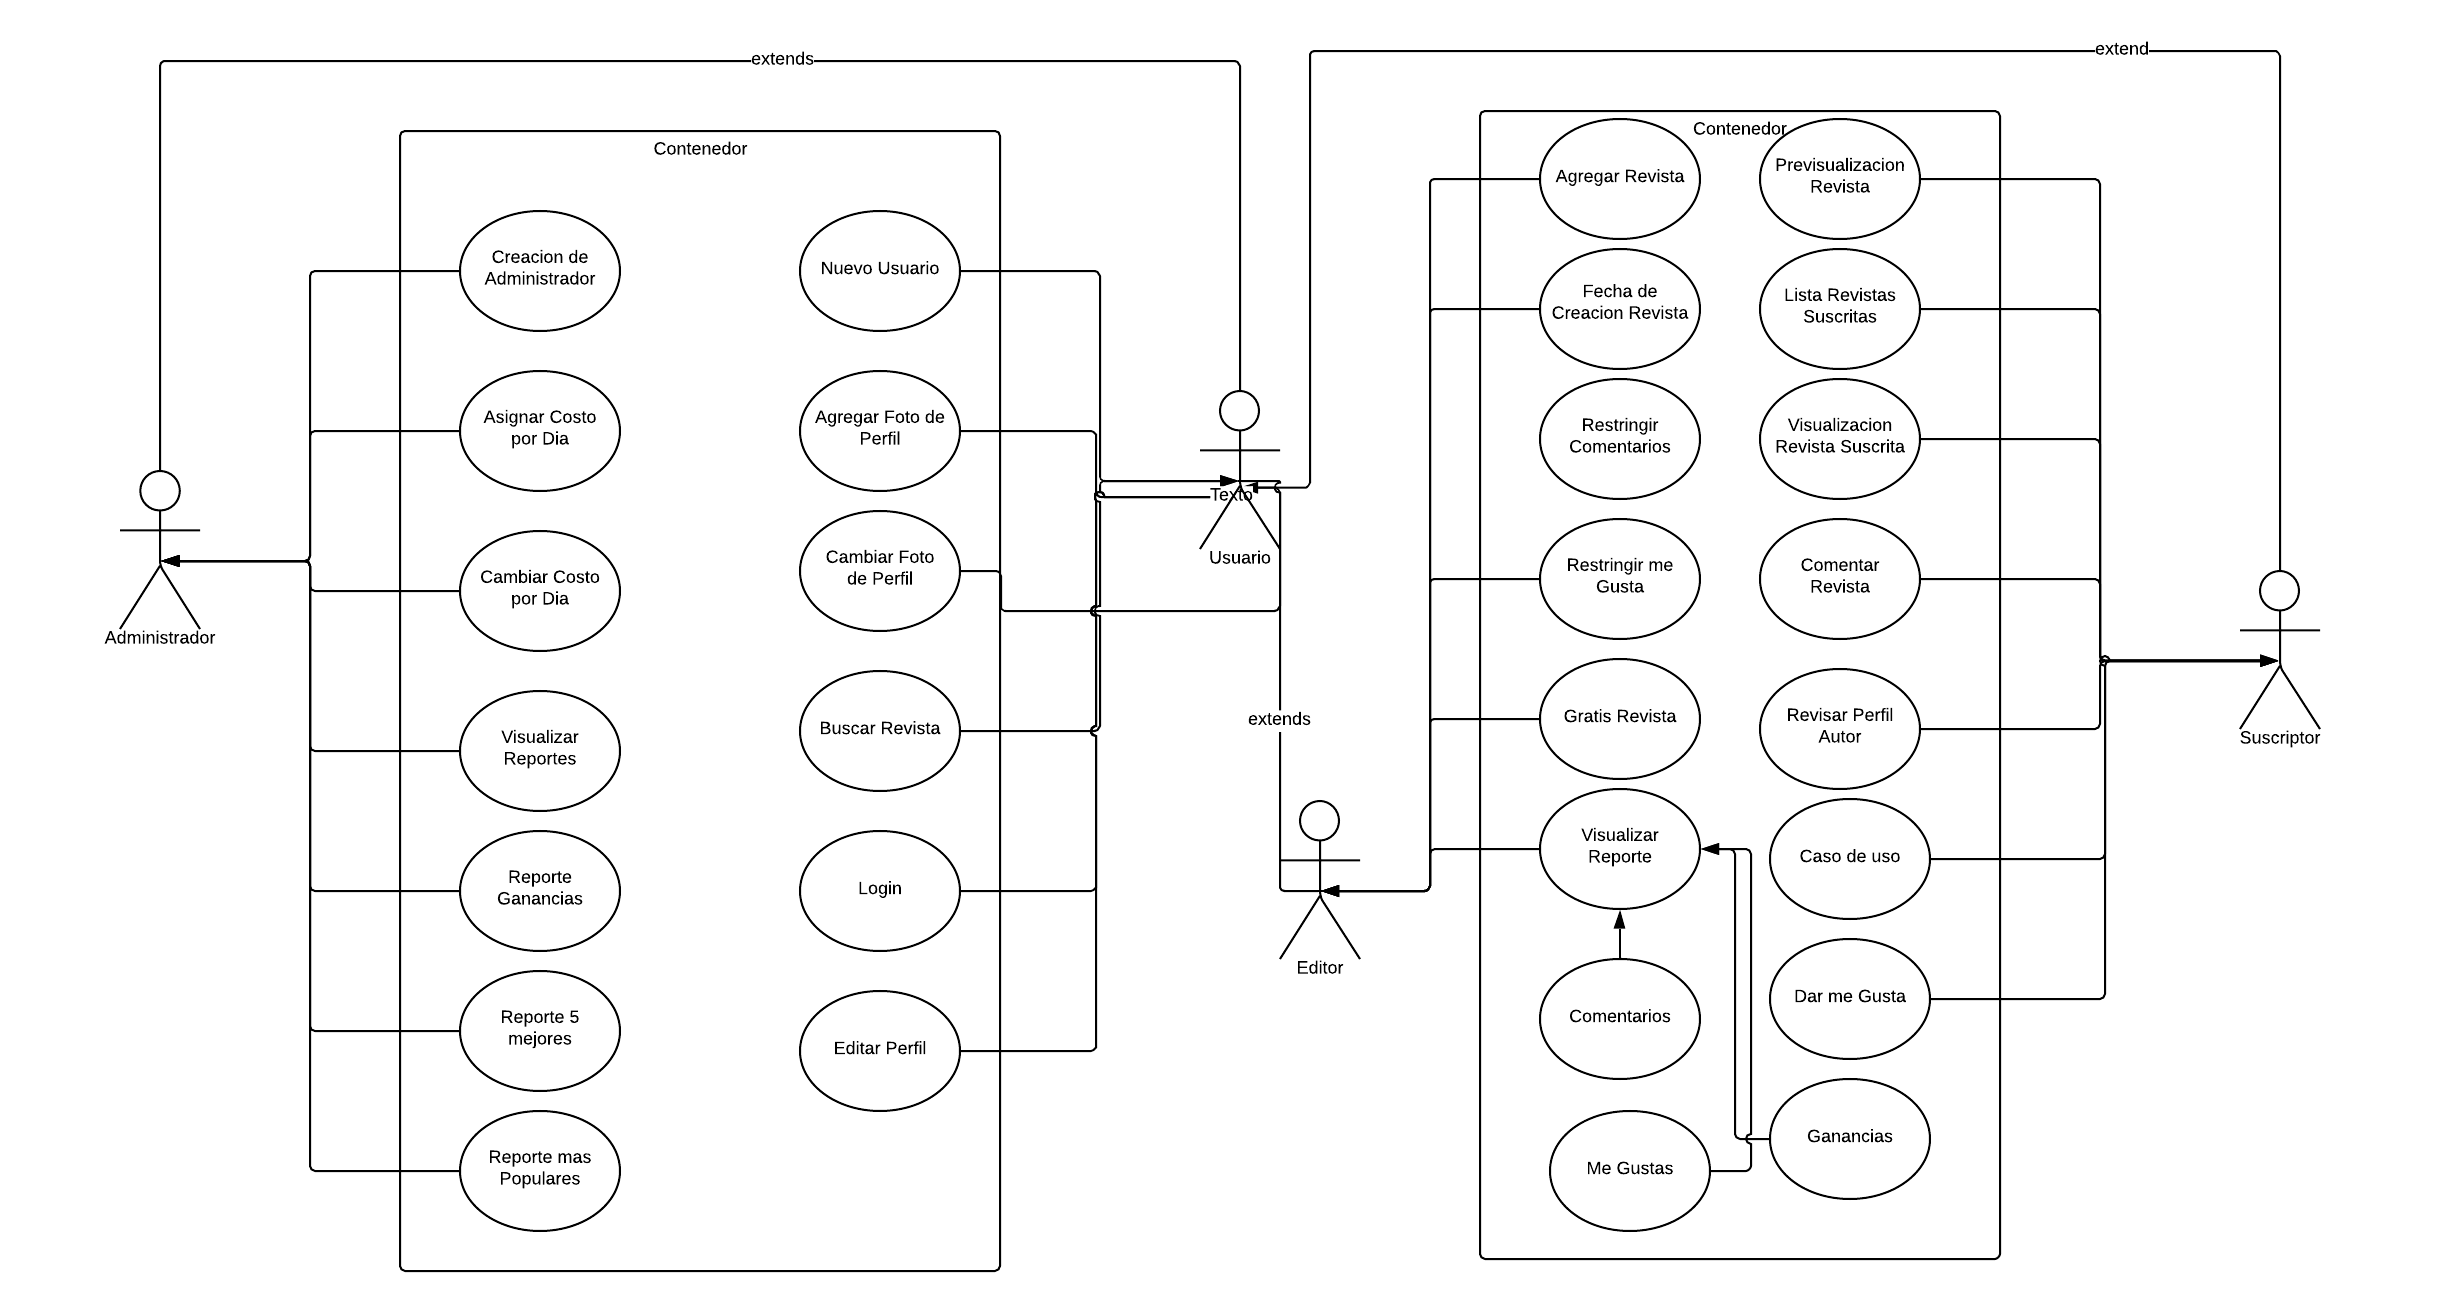 extends
extend
Contenedor
Creacion de
Administrador
Nuevo Usuario
Asignar Costo
por Dia
Agregar Foto de
Perfil
Cambiar Costo
por Dia
Cambiar Foto
de Perfil
Visualizar
Reportes
Buscar Revista
Reporte
Ganancias
Login
Reporte 5
mejores
Editar Perfil
Reporte mas
Populares
Administrador
Texto
Usuario
extends
Editor
Contenedor
Agregar Revista
Previsualizacion
Revista
Fecha de
Creacion Revista
Lista Revistas
Suscritas
Restringir
Comentarios
Visualizacion
Revista Suscrita
Restringir me
Gusta
Comentar
Revista
Gratis Revista
Revisar Perfil
Autor
Visualizar
Reporte
Caso de uso
Comentarios
Dar me Gusta
Me Gustas
Ganancias
Suscriptor